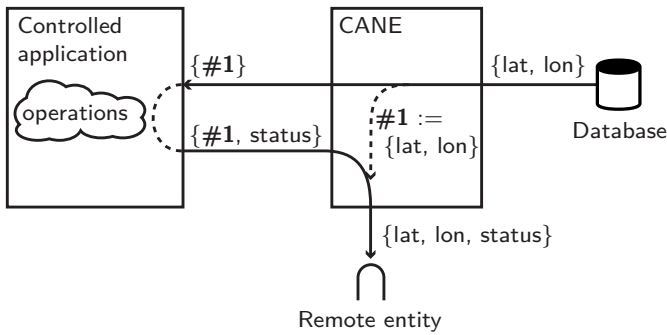 Controlled
application
CANE
{#1}
{lat, lon}
operations
#1 :=
{lat, lon}
Database
{#1, status}
{lat, lon, status}
Remote entity